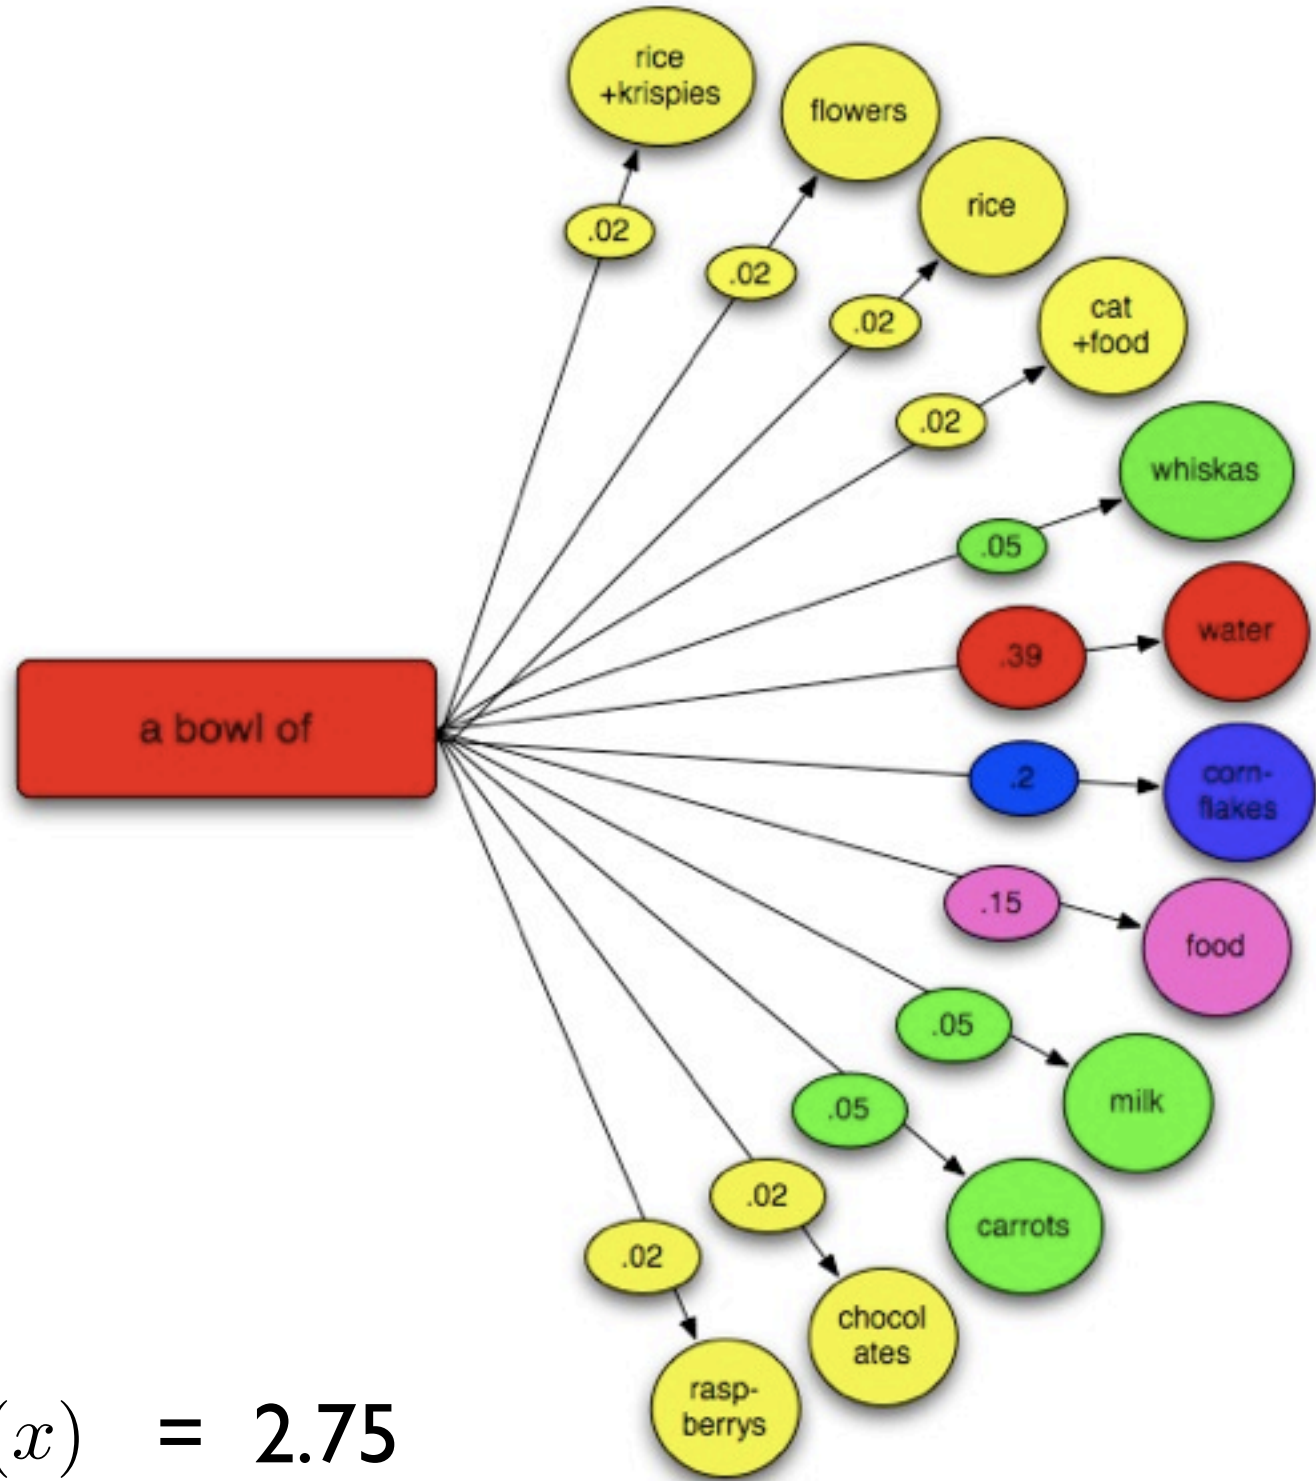 rice
+krispies
flowers
rice
cat
+food
.02
.02
.02
.02
whiskas
.05
water
.39
a bowl of
corn-
flakes
.2
.15
food
.05
milk
.05
carrots
.02
.02
chocol
ates
rasp-
berrys
(x) = 2.75